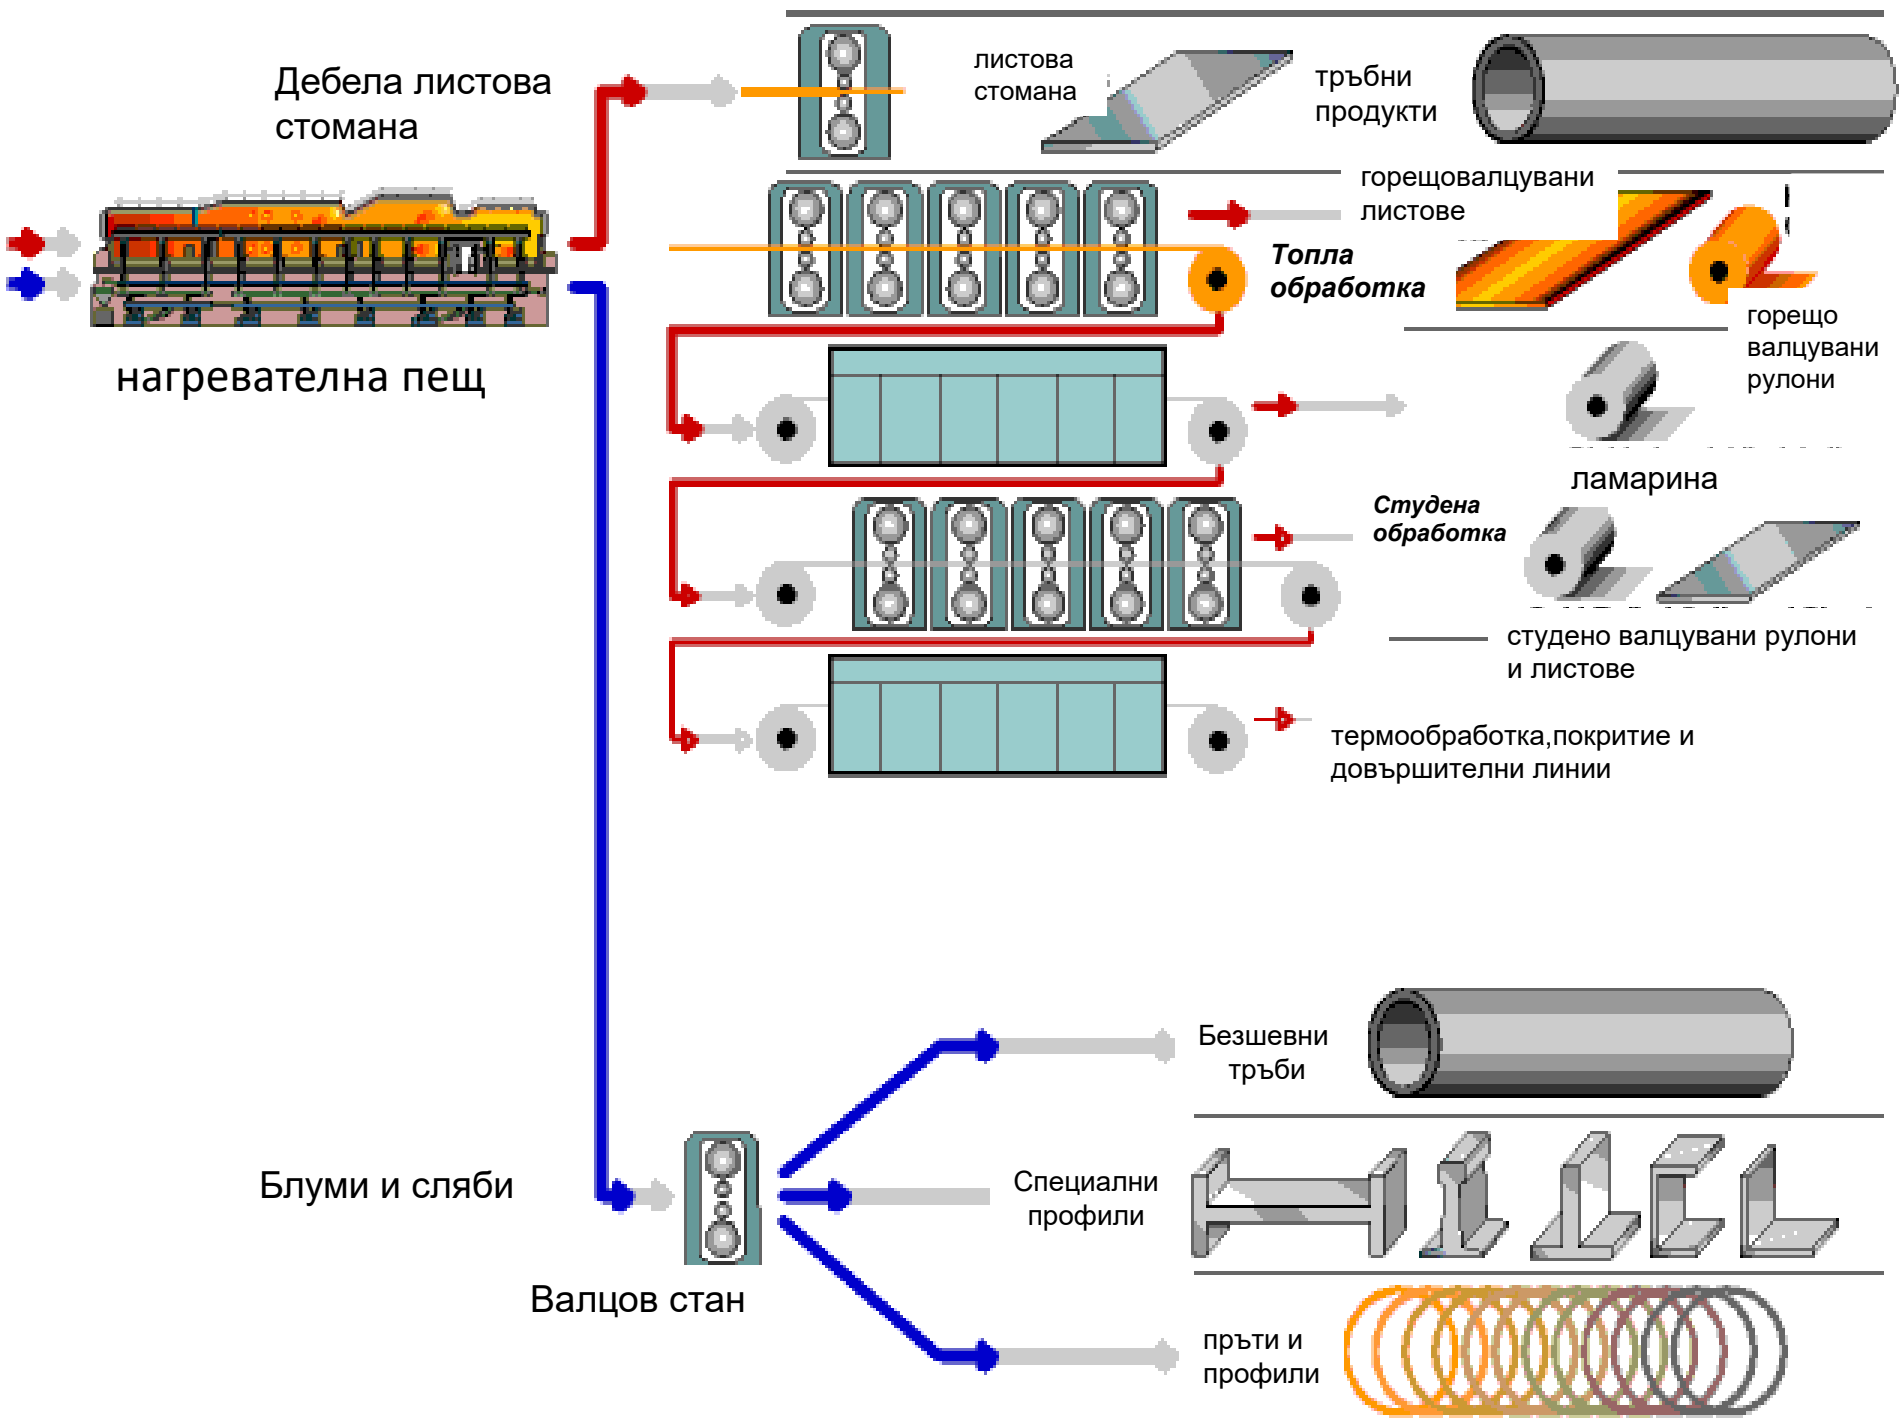 Дебела листова
стомана
листова
стомана
тръбни
продукти
горещовалцувани
листове
Топла
обработка
нагревателна пещ
горещо
валцувани
рулони
ламарина
Студена
обработка
студено валцувани рулони
и листове
термообработка,покритие и
довършителни линии
Безшевни
тръби
Блуми и сляби
Специални
профили
Валцов стан
пръти и
профили